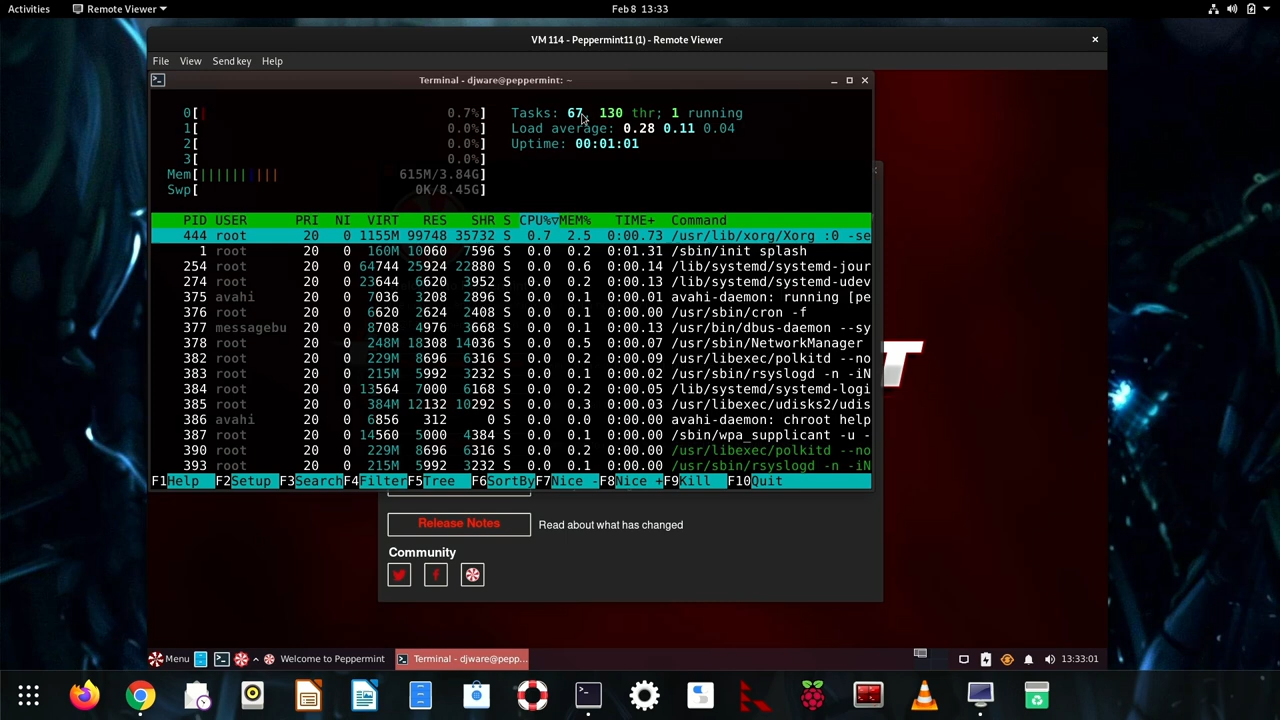 Activities Remote Viewer Feb 8 13:33
VM 114 - Peppermint11 (1) - Remote Viewer
File View Send key Help
Terminal - djware@peppermint: ~
0[| 0.7%] Tasks: 67, 130 thr; 1 running
1[ 0.0%] Load average: 0.28 0.11 0.04
2[ 0.0%] Uptime: 00:01:01
3[ 0.0%]
Mem[||||||||||| 615M/3.84G]
Swp[ 0K/8.45G]
PID USER PRI NI VIRT RES SHR S CPU%▽MEM% TIME+ Command
444 root 20 0 1155M 99748 35732 S 0.7 2.5 0:00.73 /usr/lib/xorg/Xorg :0 -se
1 root 20 0 160M 10060 7596 S 0.0 0.2 0:01.31 /sbin/init splash
254 root 20 0 64744 25924 22880 S 0.0 0.6 0:00.14 /lib/systemd/systemd-jour
274 root 20 0 23644 6620 3952 S 0.0 0.2 0:00.13 /lib/systemd/systemd-udev
375 avahi 20 0 7036 3208 2896 S 0.0 0.1 0:00.01 avahi-daemon: running [pe
376 root 20 0 6620 2624 2408 S 0.0 0.1 0:00.00 /usr/sbin/cron -f
377 messagebu 20 0 8708 4976 3668 S 0.0 0.1 0:00.13 /usr/bin/dbus-daemon --sy
378 root 20 0 248M 18308 14036 S 0.0 0.5 0:00.07 /usr/sbin/NetworkManager
382 root 20 0 229M 8696 6316 S 0.0 0.2 0:00.09 /usr/libexec/polkitd --no
383 root 20 0 215M 5992 3232 S 0.0 0.1 0:00.02 /usr/sbin/rsyslogd -n -iN
384 root 20 0 13564 7000 6168 S 0.0 0.2 0:00.05 /lib/systemd/systemd-logi
385 root 20 0 384M 12132 10292 S 0.0 0.3 0:00.03 /usr/libexec/udisks2/udis
386 avahi 20 0 6856 312 0 S 0.0 0.0 0:00.00 avahi-daemon: chroot help
387 root 20 0 14560 5000 4384 S 0.0 0.1 0:00.00 /sbin/wpa_supplicant -u -
390 root 20 0 229M 8696 6316 S 0.0 0.2 0:00.00 /usr/libexec/polkitd --no
393 root 20 0 215M 5992 3232 S 0.0 0.1 0:00.00 /usr/sbin/rsyslogd -n -iN
F1Help F2Setup F3SearchF4FilterF5Tree F6SortByF7Nice -F8Nice +F9Kill F10Quit
T
Release Notes Read about what has changed
Community
Menu Welcome to Peppermint Terminal - djware@pepp... 13:33:01